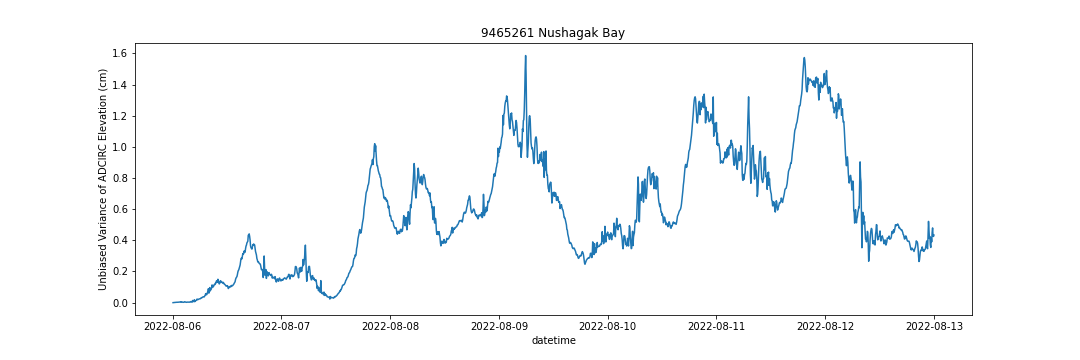 9465261 Nushagak Bay
Unbiased Variance of ADCIRC Elevation (cm)
1.6
1.4
1.2
1.0
0.8
0.6
0.4
0.2
0.0
2022-08-06 2022-08-07 2022-08-08 2022-08-09 2022-08-10 2022-08-11 2022-08-12 2022-08-13
datetime